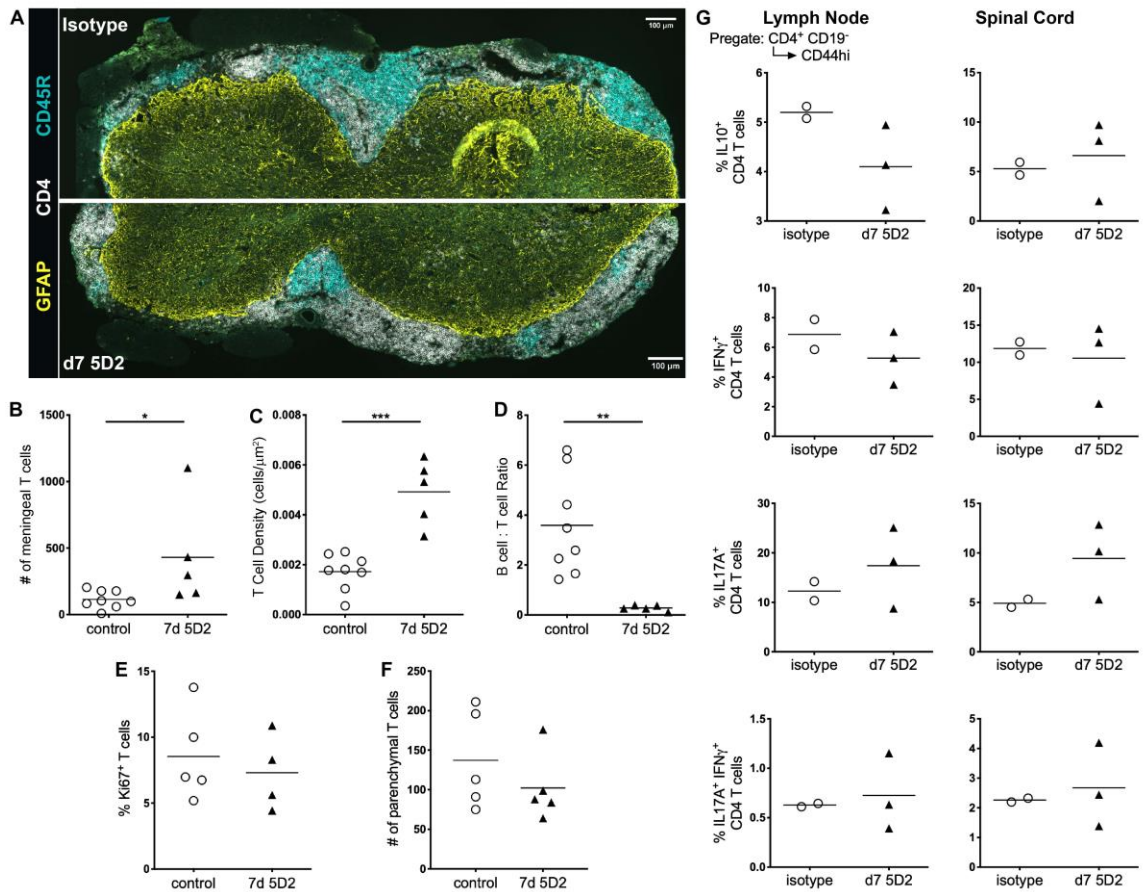 A
Isotype
100 µm
CD45R
CD4
GFAP
d7 5D2
100 µm
B
# of meningeal T cells
1500
1000
500
0
*
control
7d 5D2
C
T Cell Density (cells/µm²)
0.008
0.006
0.004
0.002
0.000
***
control
7d 5D2
D
B cell : T cell Ratio
8
6
4
2
0
**
control
7d 5D2
E
% Ki67⁺ T cells
15
10
5
0
control
7d 5D2
F
# of parenchymal T cells
250
200
150
100
50
0
control
7d 5D2
G
Lymph Node
Spinal Cord
Pregate: CD4⁺ CD19⁻
CD44hi
% IL10⁺
CD4 T cells
6
5
4
3
isotype
d7 5D2
15
10
5
0
isotype
d7 5D2
% IFNγ⁺
CD4 T cells
10
8
6
4
2
0
isotype
d7 5D2
20
15
10
5
0
isotype
d7 5D2
% IL17A⁺
CD4 T cells
30
20
10
0
isotype
d7 5D2
15
10
5
0
isotype
d7 5D2
% IL17A⁺ IFNγ⁺
CD4 T cells
1.5
1.0
0.5
0.0
isotype
d7 5D2
5
4
3
2
1
0
isotype
d7 5D2